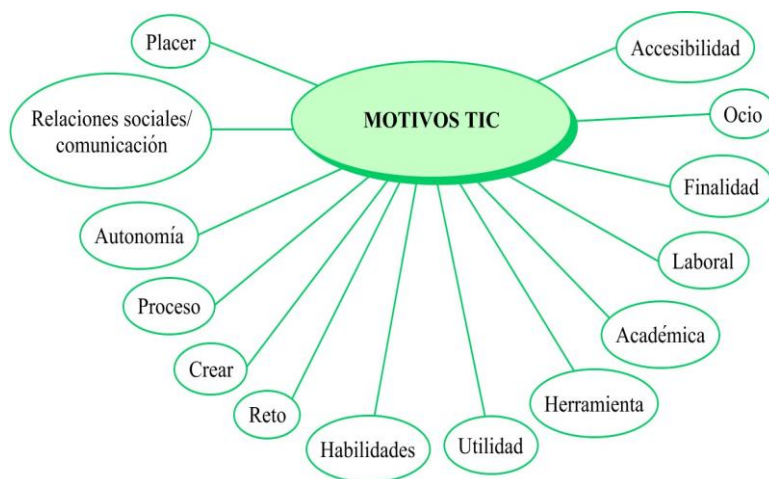 Placer
Accesibilidad
Relaciones sociales/
comunicación
MOTIVOS TIC
Ocio
Finalidad
Autonomía
Laboral
Proceso
Académica
Crear
Herramienta
Reto
Habilidades
Utilidad